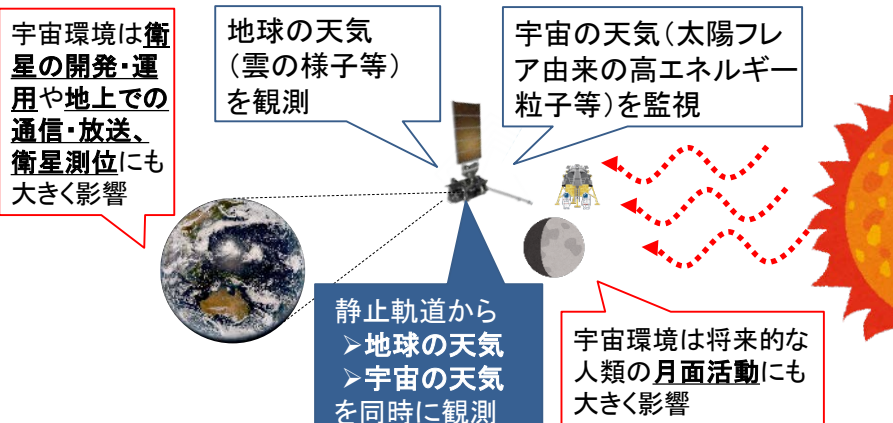 宇宙環境は衛
星の開発・運
用や地上での
通信・放送、
衛星測位にも
大きく影響
地球の天気
（雲の様子等）
を観測
宇宙の天気（太陽フレ
ア由来の高エネルギー
粒子等）を監視
静止軌道から
➢地球の天気
➢宇宙の天気
を同時に観測
宇宙環境は将来的な
人類の月面活動にも
大きく影響